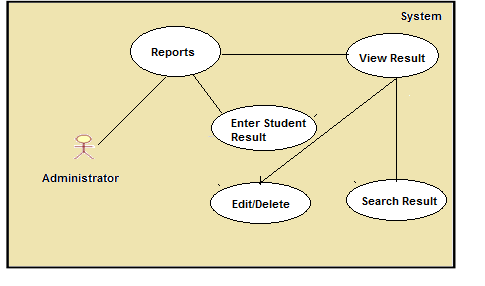 System
Reports
View Result
Enter Student
Result
Administrator
Edit/Delete
Search Result